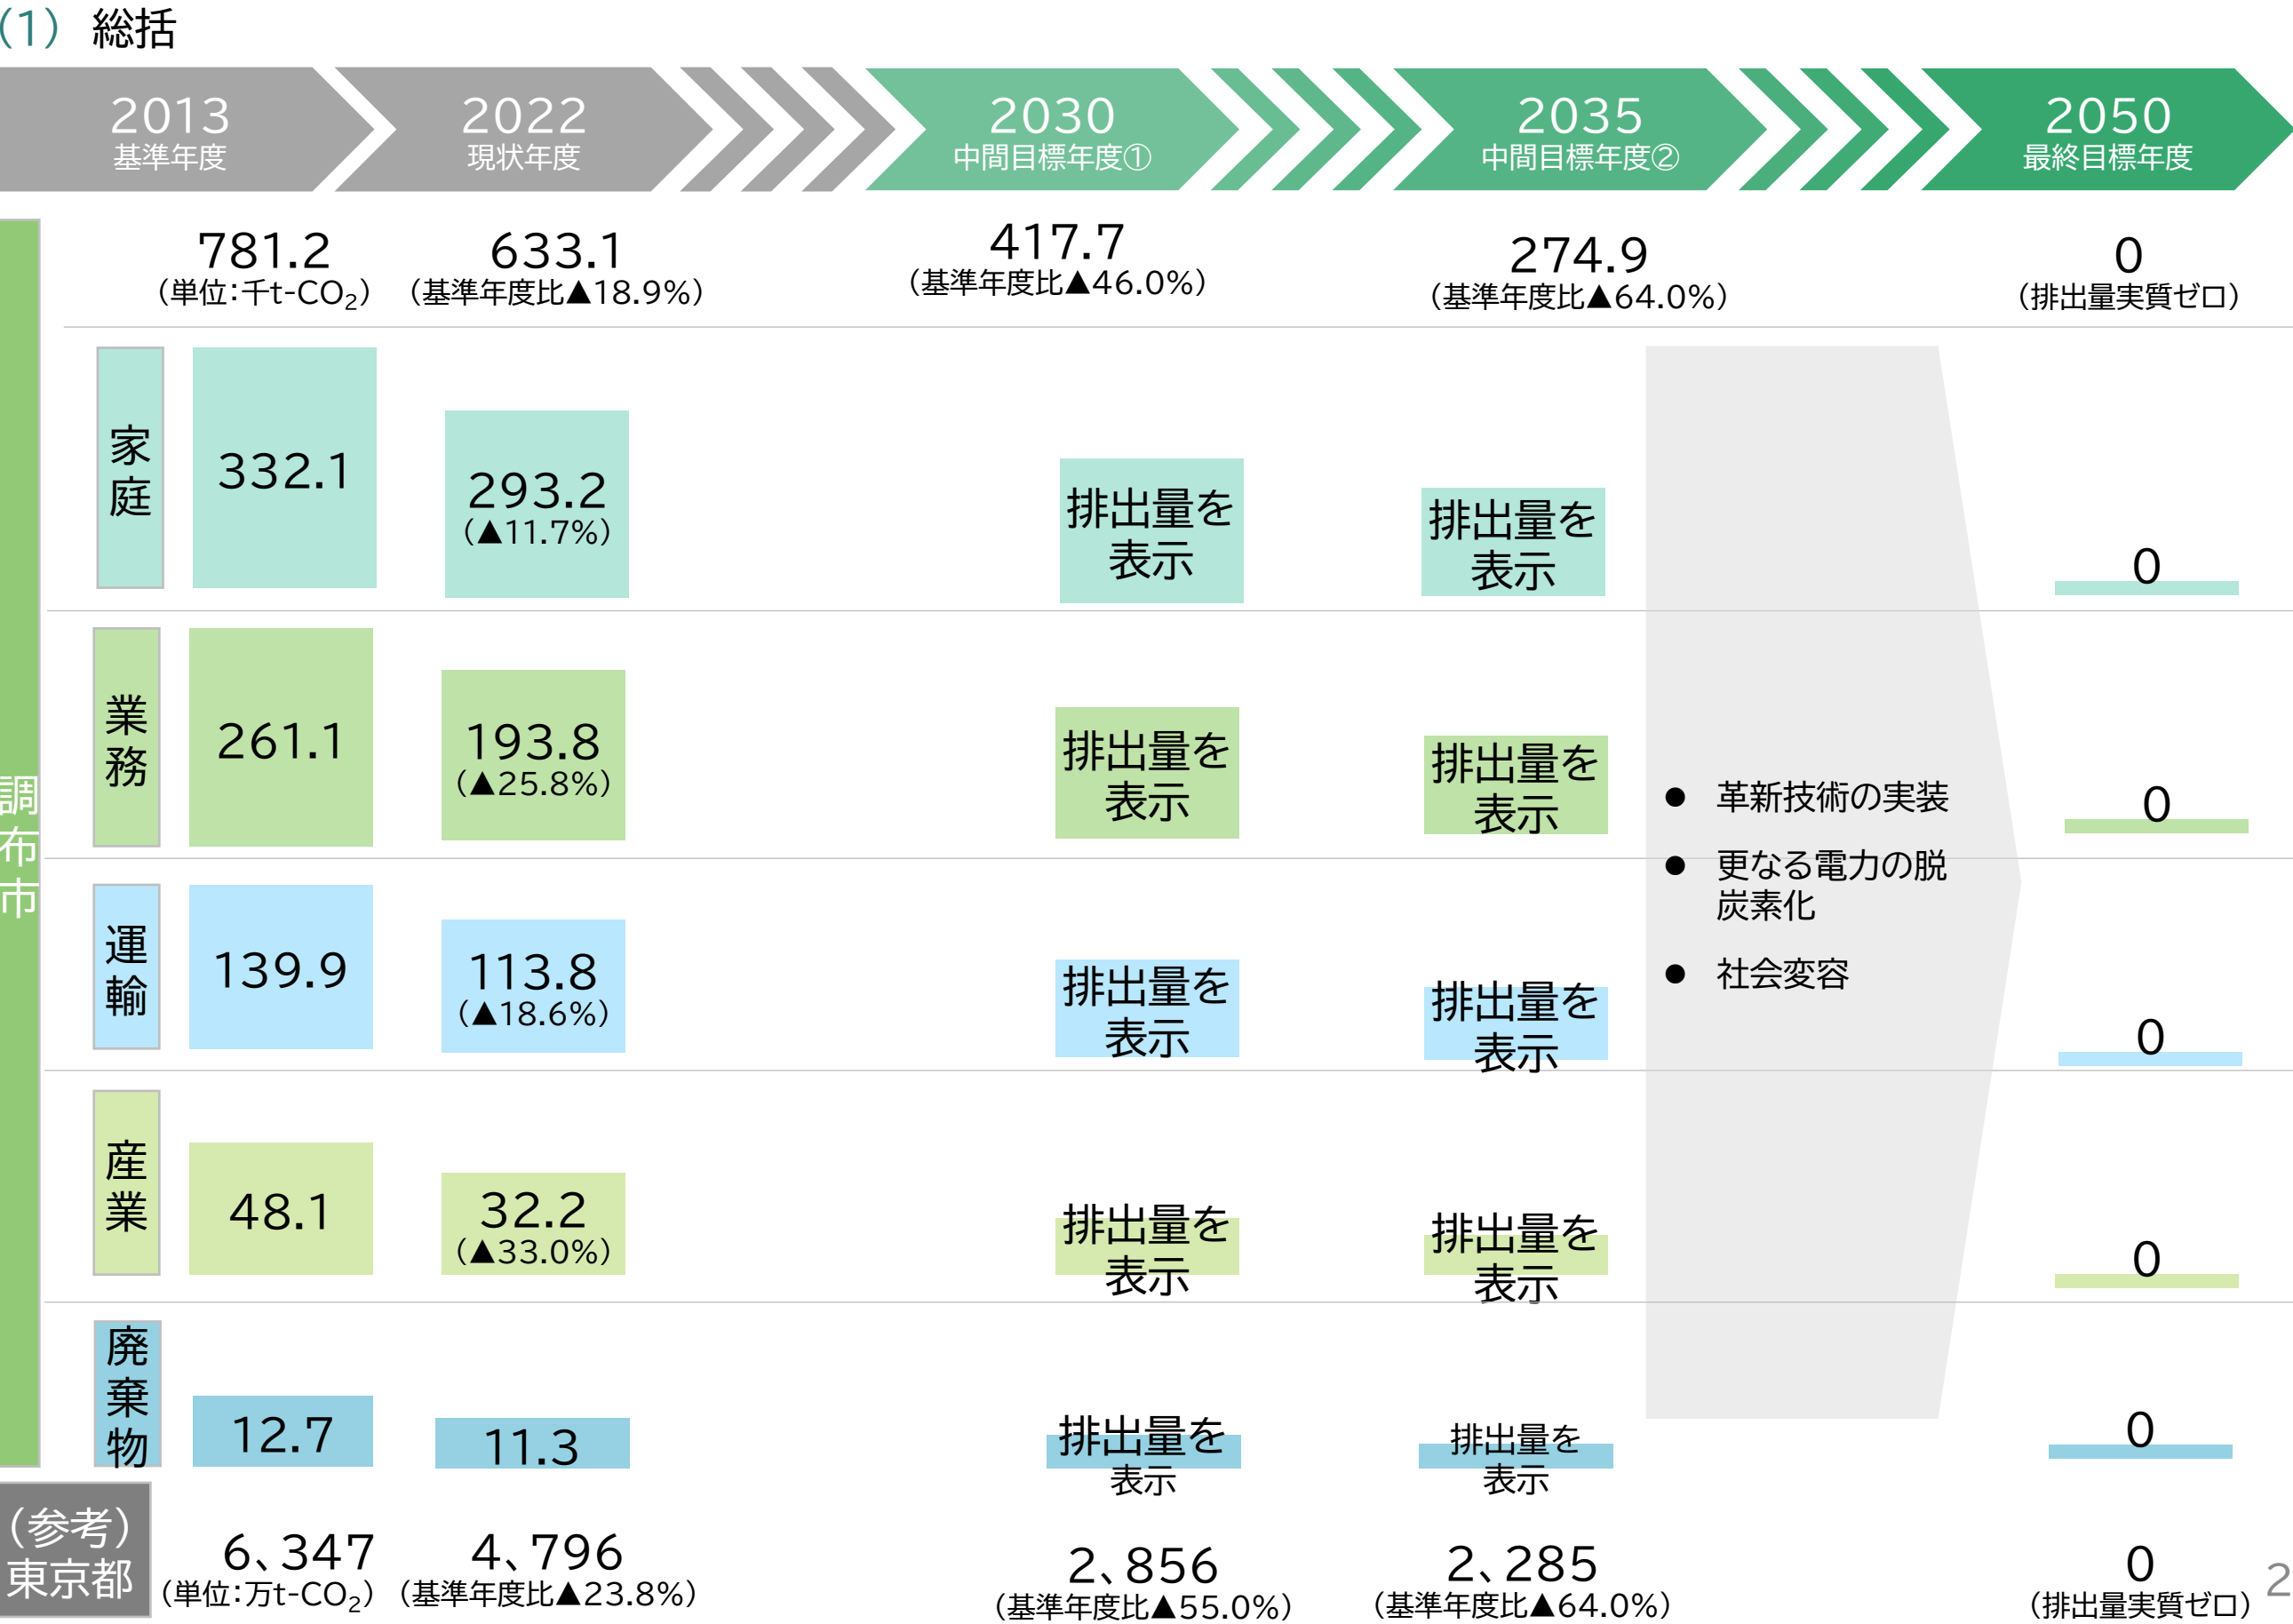 （1） 総括
2013
基準年度
2022
現状年度
2030
中間目標年度①
2035
中間目標年度②
2050
最終目標年度
調布市
781.2
（単位：千t-CO₂）
633.1
（基準年度比▲18.9%）
417.7
（基準年度比▲46.0%）
274.9
（基準年度比▲64.0%）
0
（排出量実質ゼロ）
家庭
332.1
293.2
（▲11.7%）
排出量を
表示
排出量を
表示
0
業務
261.1
193.8
（▲25.8%）
排出量を
表示
排出量を
表示
0
● 革新技術の実装
● 更なる電力の脱
炭素化
● 社会変容
運輸
139.9
113.8
（▲18.6%）
排出量を
表示
排出量を
表示
0
産業
48.1
32.2
（▲33.0%）
排出量を
表示
排出量を
表示
0
廃棄物
12.7
11.3
排出量を
表示
排出量を
表示
0
（参考）
東京都
6、347
（単位：万t-CO₂）
4、796
（基準年度比▲23.8%）
2、856
（基準年度比▲55.0%）
2、285
（基準年度比▲64.0%）
0
（排出量実質ゼロ）
2